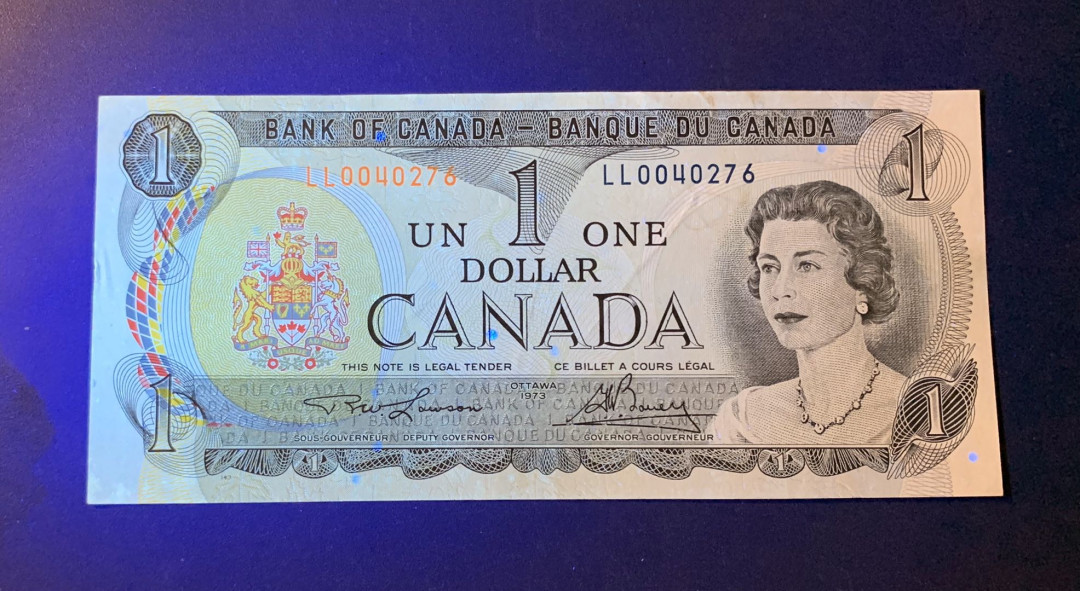 BANK OF CANADA – BANQUE DU CANADA
1 1
LL0040276 LL0040276
UN 1 ONE
DOLLAR
CANADA
THIS NOTE IS LEGAL TENDER CE BILLET A COURS LÉGAL
OTTAWA
1973
SOUS-GOUVERNEUR DEPUTY GOVERNOR GOVERNOR GOUVERNEUR
1 1 1 1